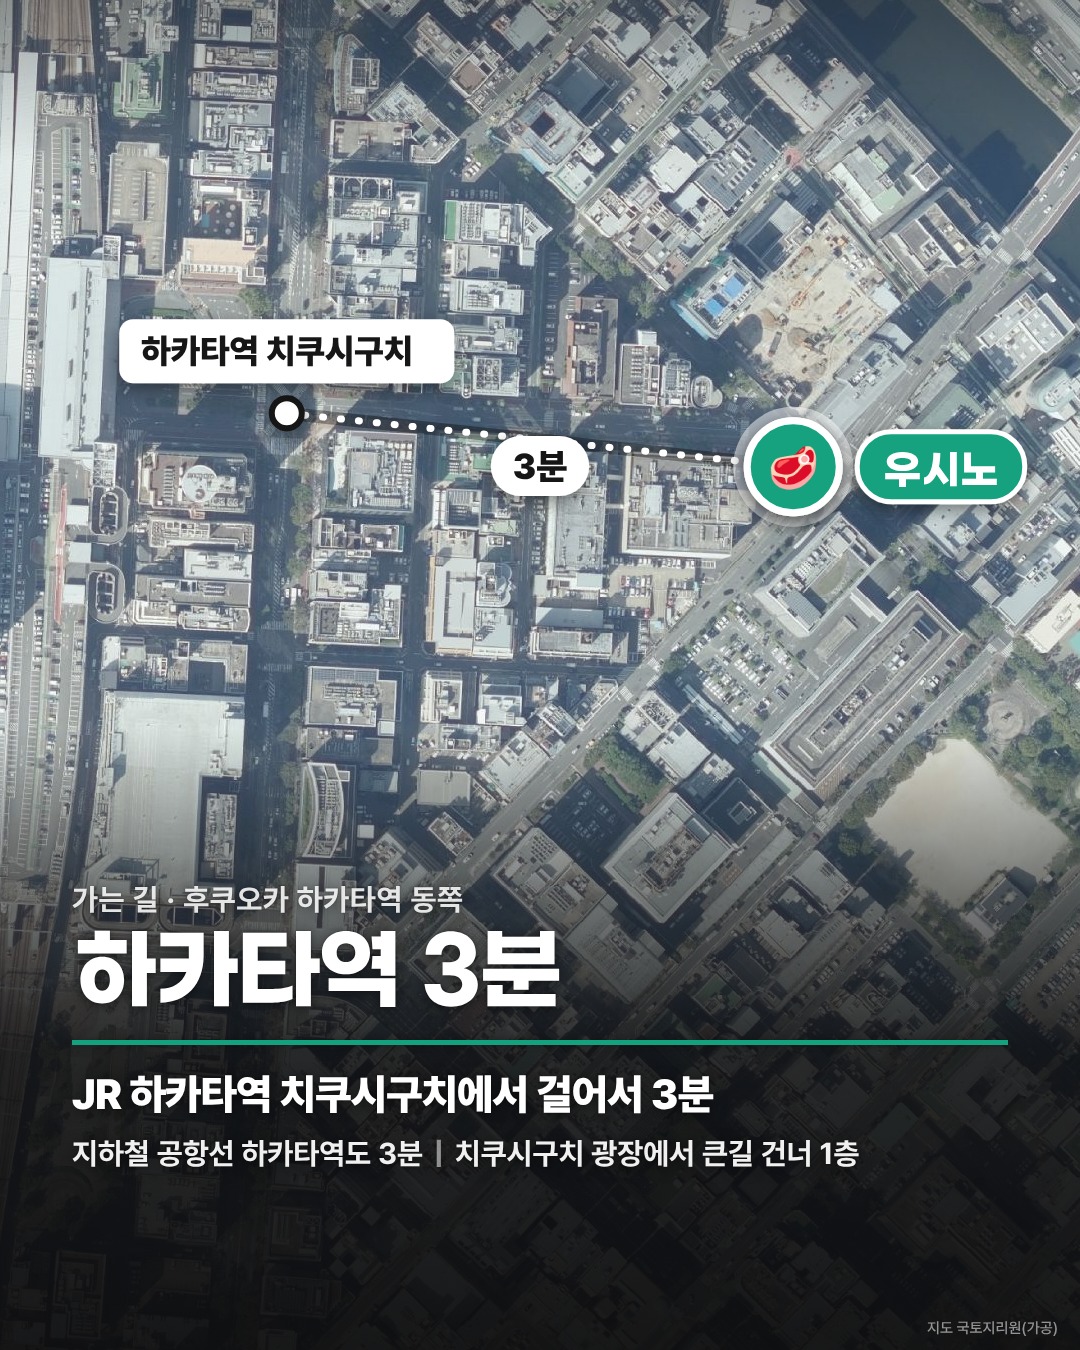 하카타역 치쿠시구치
3분
우시노
가는 길 · 후쿠오카 하카타역 동쪽
하카타역 3분
JR 하카타역 치쿠시구치에서 걸어서 3분
지하철 공항선 하카타역도 3분 | 치쿠시구치 광장에서 큰길 건너 1층
지도 국토지리원(가공)